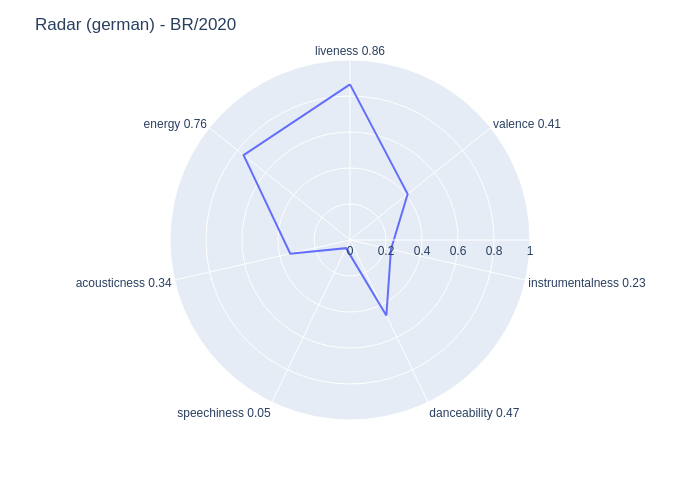 Radar (german) - BR/2020
liveness 0.86
energy 0.76
valence 0.41
0 0.2 0.4 0.6 0.8 1
acousticness 0.34
instrumentalness 0.23
speechiness 0.05
danceability 0.47